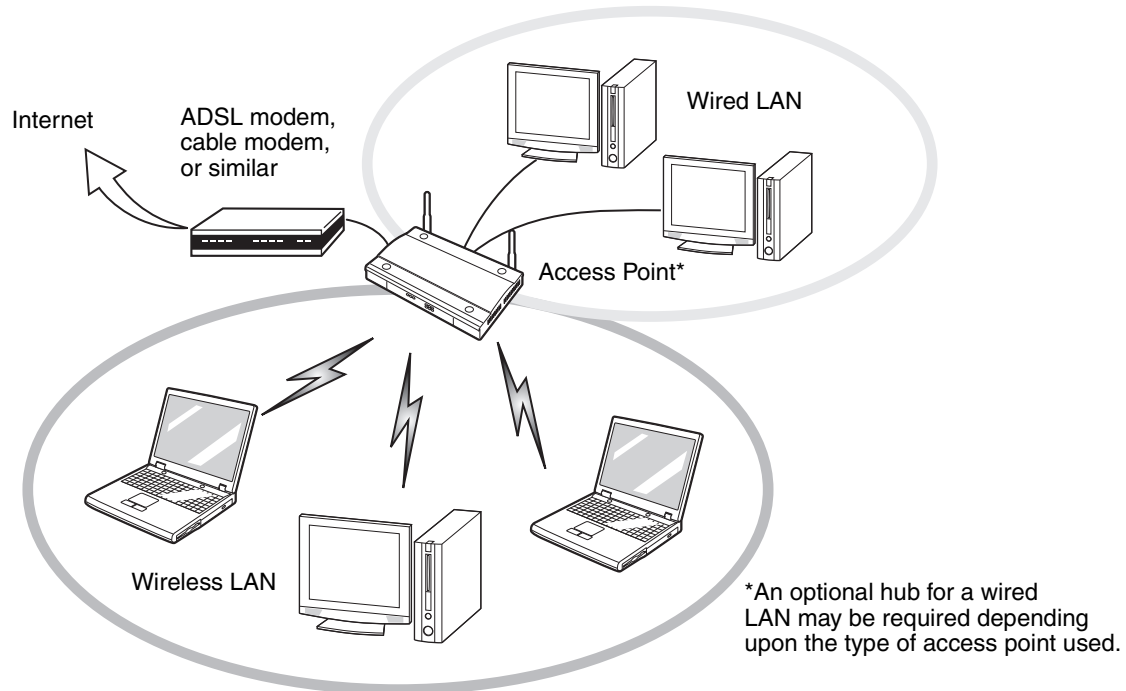 Internet
ADSL modem,
cable modem,
or similar
Wired LAN
Access Point*
Wireless LAN
*An optional hub for a wired
LAN may be required depending
upon the type of access point used.